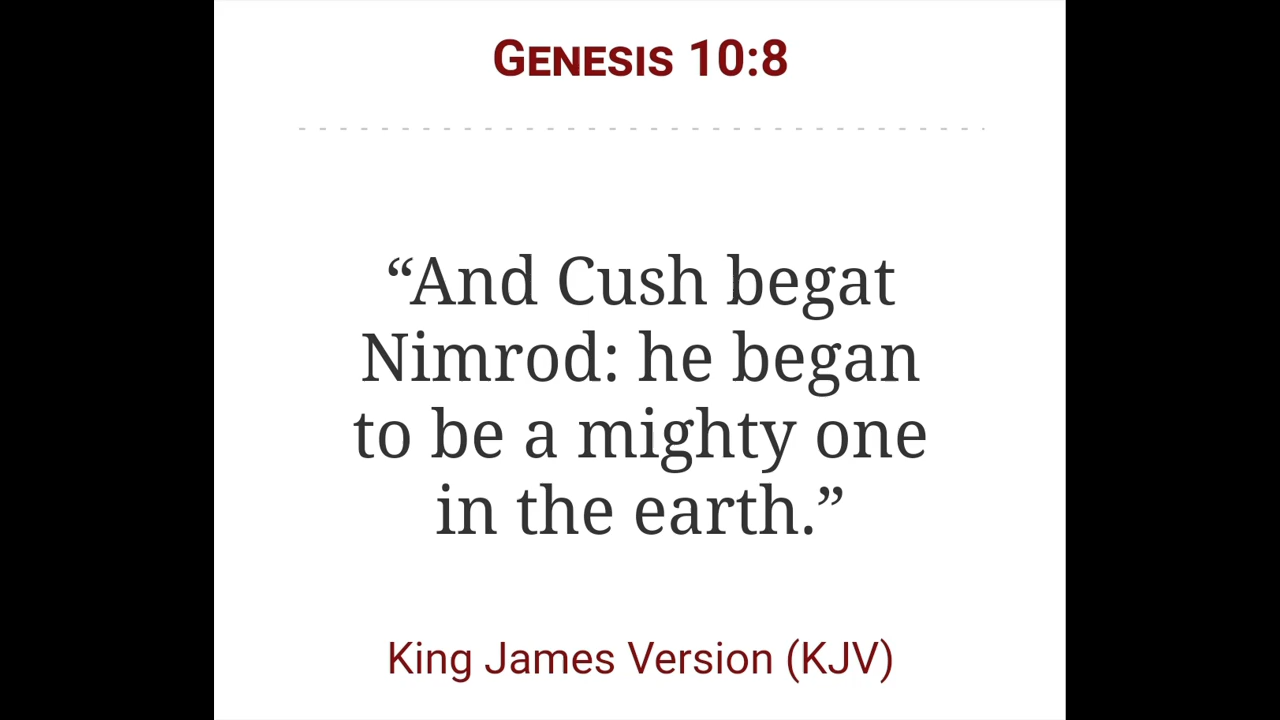 GENESIS 10:8
“And Cush begat
Nimrod: he began
to be a mighty one
in the earth.”
King James Version (KJV)